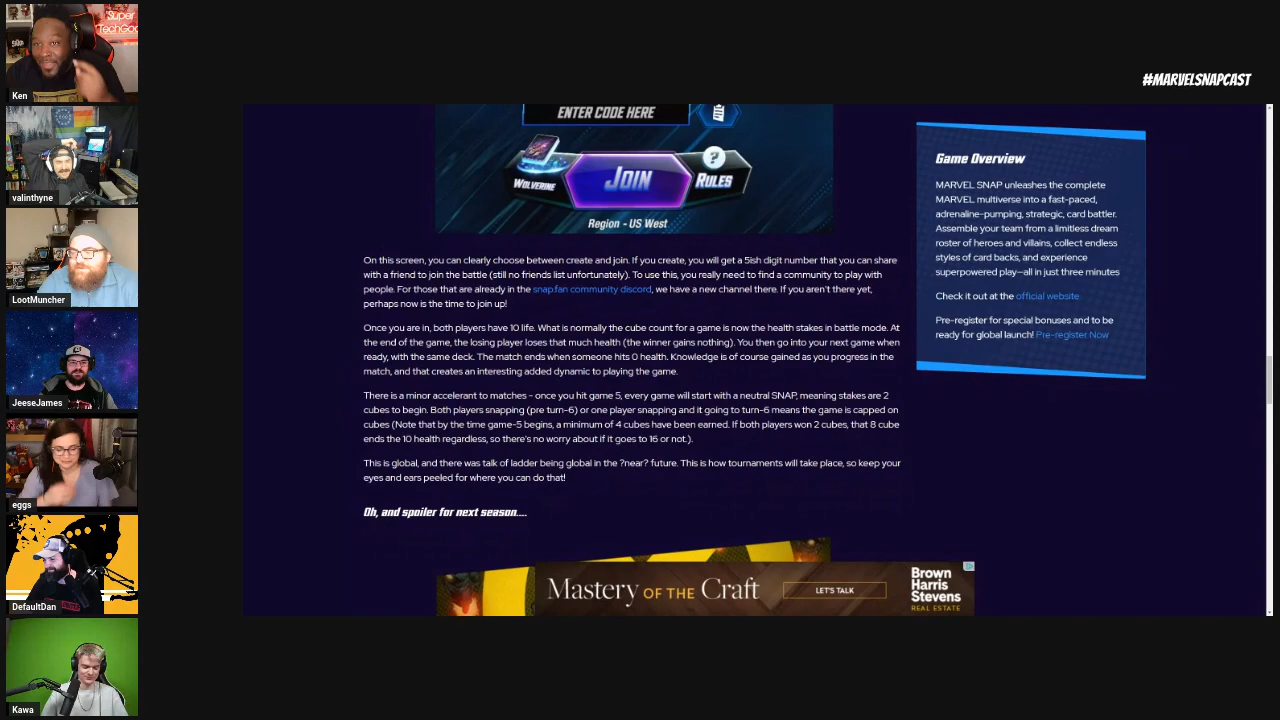 Super
TechGod
Ken
valinthyne
LootMuncher
JeeseJames
eggs
DefaultDan
Kawa
#MARVELSNAPCAST
ENTER CODE HERE
WOLVERINE
JOIN
?
RULES
Region - US West
On this screen, you can clearly choose between create and join. If you create, you will get a 5ish digit number that you can share
with a friend to join the battle (still no friends list unfortunately). To use this, you really need to find a community to play with
people. For those that are already in the snap.fan community discord, we have a new channel there. If you aren't there yet,
perhaps now is the time to join up!
Once you are in, both players have 10 life. What is normally the cube count for a game is now the health stakes in battle mode. At
the end of the game, the losing player loses that much health (the winner gains nothing). You then go into your next game when
ready, with the same deck. The match ends when someone hits 0 health. Knowledge is of course gained as you progress in the
match, and that creates an interesting added dynamic to playing the game.
There is a minor accelerant to matches - once you hit game 5, every game will start with a neutral SNAP, meaning stakes are 2
cubes to begin. Both players snapping (pre turn-6) or one player snapping and it going to turn-6 means the game is capped on
cubes (Note that by the time game-5 begins, a minimum of 4 cubes have been earned. If both players won 2 cubes, that 8 cube
ends the 10 health regardless, so there's no worry about if it goes to 16 or not.).
This is global, and there was talk of ladder being global in the ?near? future. This is how tournaments will take place, so keep your
eyes and ears peeled for where you can do that!
Oh, and spoiler for next season....
Game Overview
MARVEL SNAP unleashes the complete
MARVEL multiverse into a fast-paced,
adrenaline-pumping, strategic, card battler.
Assemble your team from a limitless dream
roster of heroes and villains, collect endless
styles of card backs, and experience
superpowered play—all in just three minutes
Check it out at the official website
Pre-register for special bonuses and to be
ready for global launch! Pre-register Now
Mastery OF THE Craft
LET'S TALK
Brown
Harris
Stevens
REAL ESTATE